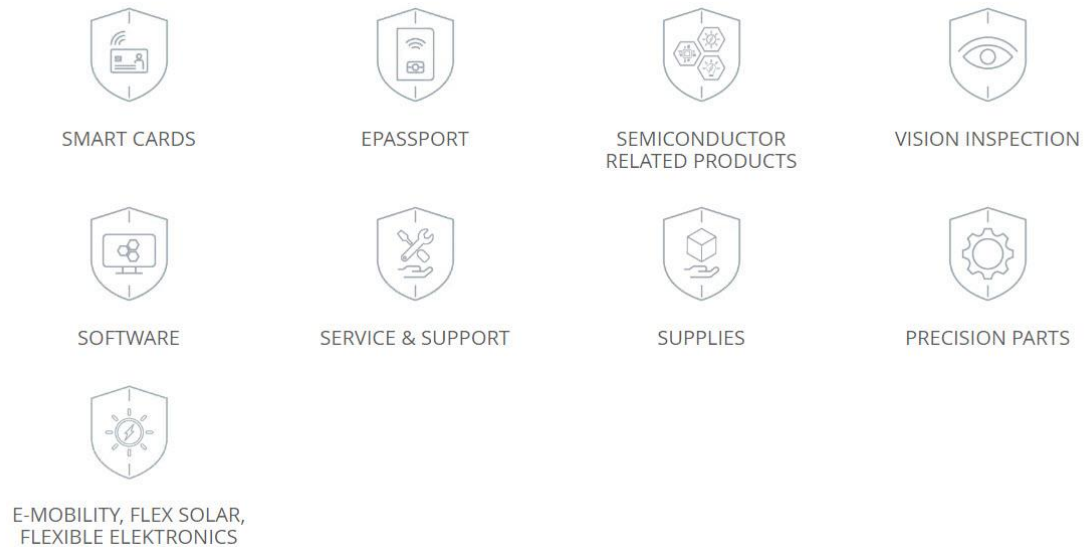 SMART CARDS
EPASSPORT
SEMICONDUCTOR
RELATED PRODUCTS
VISION INSPECTION
SOFTWARE
SERVICE & SUPPORT
SUPPLIES
PRECISION PARTS
E-MOBILITY, FLEX SOLAR,
FLEXIBLE ELEKTRONICS